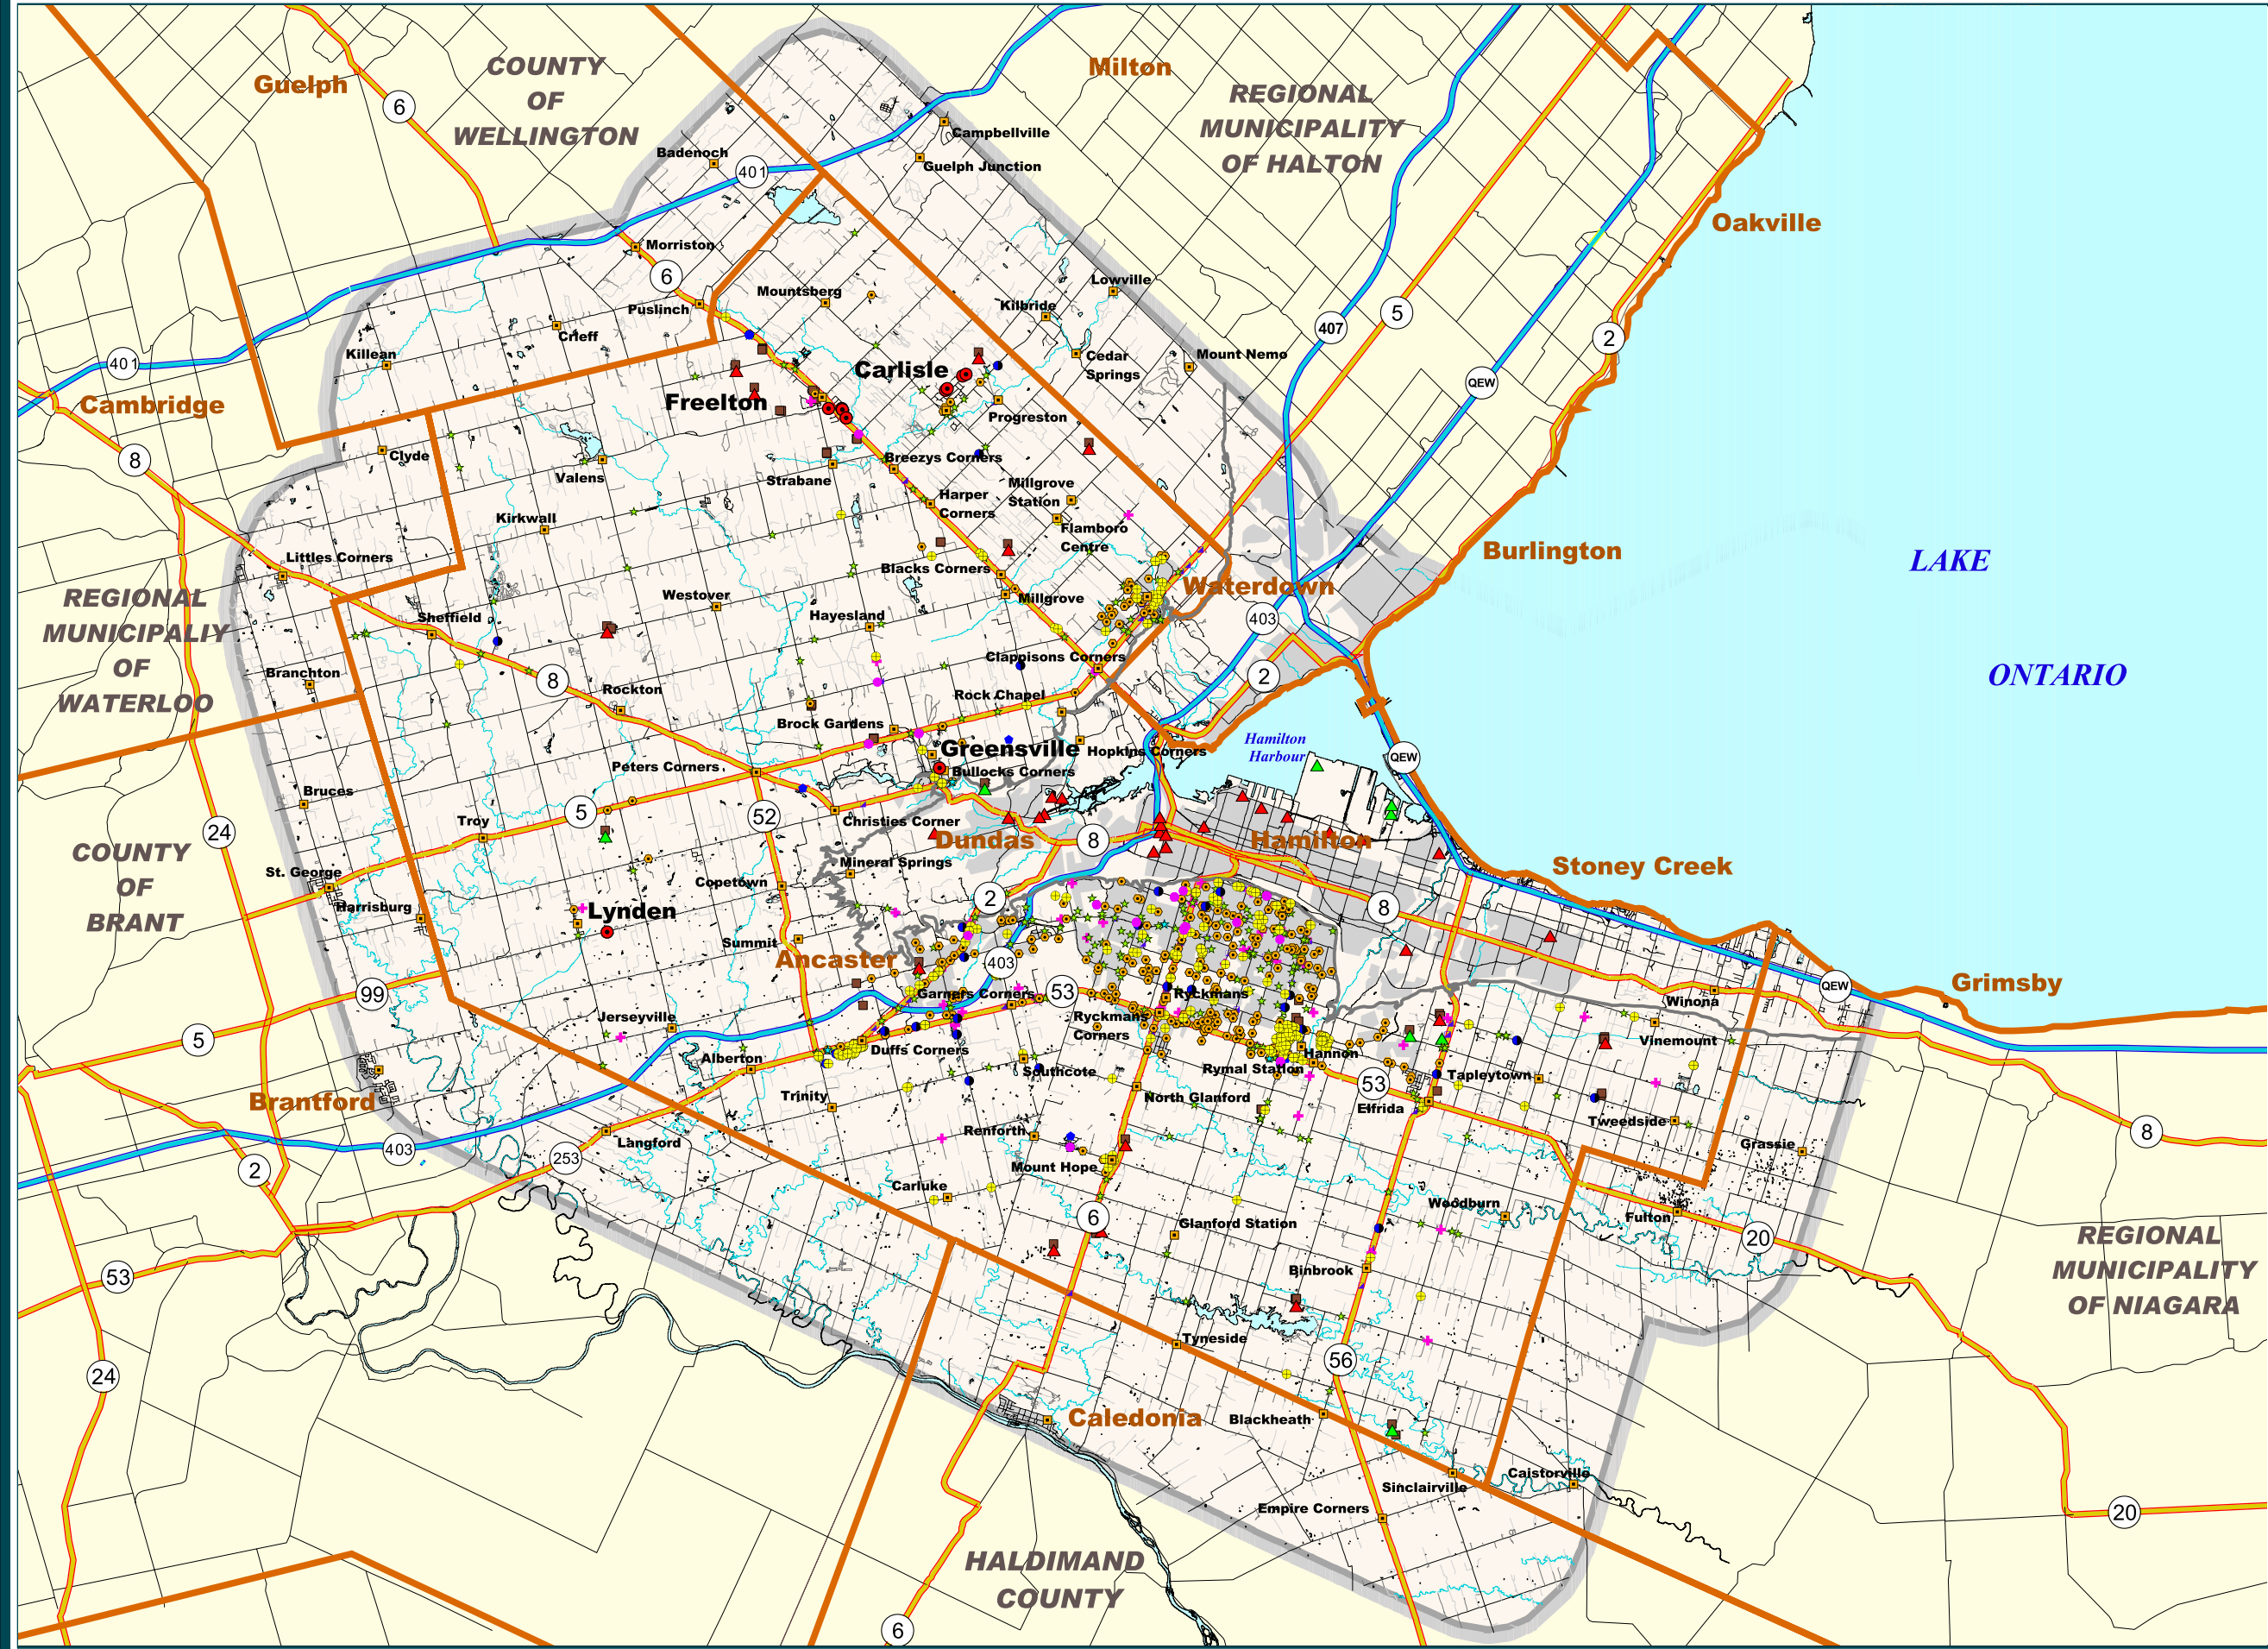 COUNTY
OF
WELLINGTON
Guelph
6
Milton
REGIONAL
MUNICIPALITY
OF HALTON
Campbellville
Badenoch
Guelph Junction
401
Oakville
Morriston
6
Mountsberg
Lowville
Kilbride
Puslinch
Crieff
5
407
2
Killean
401
Carlisle
Cedar
Springs
Mount Nemo
QEW
Cambridge
Freelton
Progreston
8
Clyde
Breezys Corners
Valens
Strabane
Millgrove
Station
Harper
Corners
Kirkwall
Flamboro
Centre
Littles Corners
Blacks Corners
Burlington
LAKE
ONTARIO
Waterdown
REGIONAL
MUNICIPALIY
OF
WATERLOO
Westover
Millgrove
Sheffield
Hayesland
403
Clappisons Corners
Branchton
8
2
Rockton
Rock Chapel
Brock Gardens
Greensville
Hopkins Corners
Hamilton
Harbour
QEW
Peters Corners
Bullocks Corners
Bruces
5
52
Troy
Christies Corner
24
Dundas
8
Hamilton
COUNTY
OF
BRANT
Mineral Springs
Stoney Creek
St. George
Copetown
2
8
Harrisburg
Lynden
Summit
Ancaster
403
99
53
Garners Corners
Ryckmans
QEW
Grimsby
Winona
Jerseyville
Ryckmans
Corners
5
Vinemount
Alberton
Duffs Corners
Hannon
Southcote
Rymal Station
53
Tapleytown
Brantford
Trinity
North Glanford
Elfrida
Tweedside
8
Langford
Renforth
Grassie
403
253
Mount Hope
2
Carluke
Woodburn
6
Glanford Station
Fulton
20
REGIONAL
MUNICIPALITY
OF NIAGARA
53
Binbrook
Tyneside
56
24
Caledonia
Blackheath
Sinclairville
Caistorville
Empire Corners
20
HALDIMAND
COUNTY
6